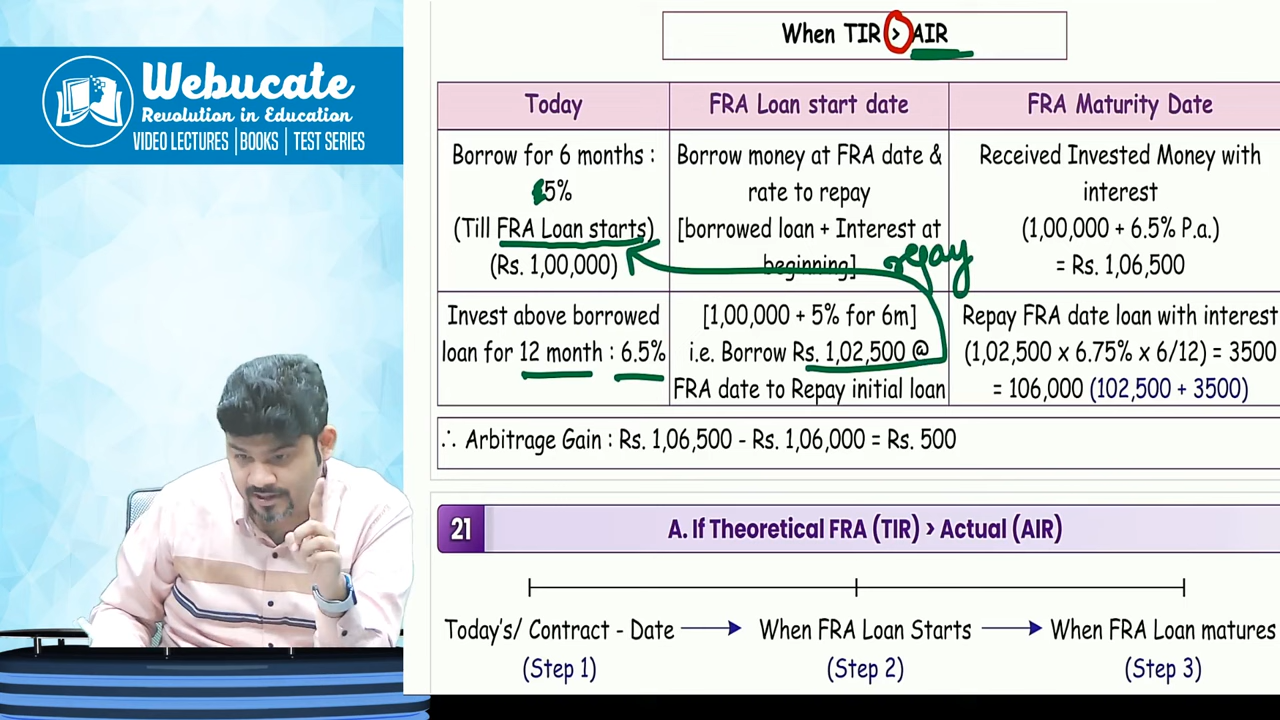 When TIR > AIR
Webucate
Revolution in Education
VIDEO LECTURES | BOOKS | TEST SERIES
Today
FRA Loan start date
FRA Maturity Date
Borrow for 6 months :
5%
(Till FRA Loan starts)
(Rs. 1,00,000)
Borrow money at FRA date &
rate to repay
[borrowed loan + Interest at
beginning]
repay
Received Invested Money with
interest
(1,00,000 + 6.5% P.a.)
= Rs. 1,06,500
Invest above borrowed
loan for 12 month : 6.5%
[1,00,000 + 5% for 6m]
i.e. Borrow Rs. 1,02,500 @
FRA date to Repay initial loan
Repay FRA date loan with interest
(1,02,500 x 6.75% x 6/12) = 3500
= 106,000 (102,500 + 3500)
∴ Arbitrage Gain : Rs. 1,06,500 - Rs. 1,06,000 = Rs. 500
21 A. If Theoretical FRA (TIR) > Actual (AIR)
Today's/ Contract - Date
When FRA Loan Starts
When FRA Loan matures
(Step 1)
(Step 2)
(Step 3)